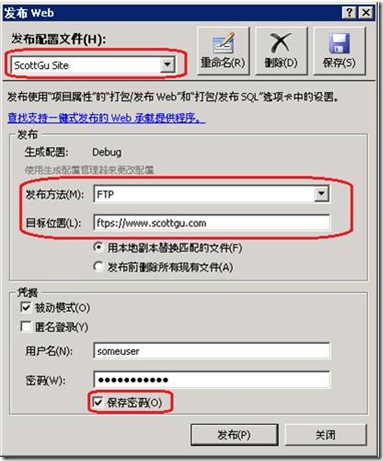 发布 Web
发布配置文件(H):
ScottGu Site
重命名(R)
删除(D)
保存(S)
发布使用“项目属性”的“打包/发布 Web”和“打包/发布 SQL”选项卡中的设置。
查找支持一键式发布的 Web 承载提供程序。
发布
生成配置: Debug
使用生成配置管理器来更改配置
发布方法(M): FTP
目标位置(L): ftps://www.scottgu.com
用本地副本替换匹配的文件(F)
发布前删除所有现有文件(A)
凭据
被动模式(O)
匿名登录(Y)
用户名(N): someuser
密码(W): ●●●●●●●●●●●
保存密码(O)
发布(P) 关闭